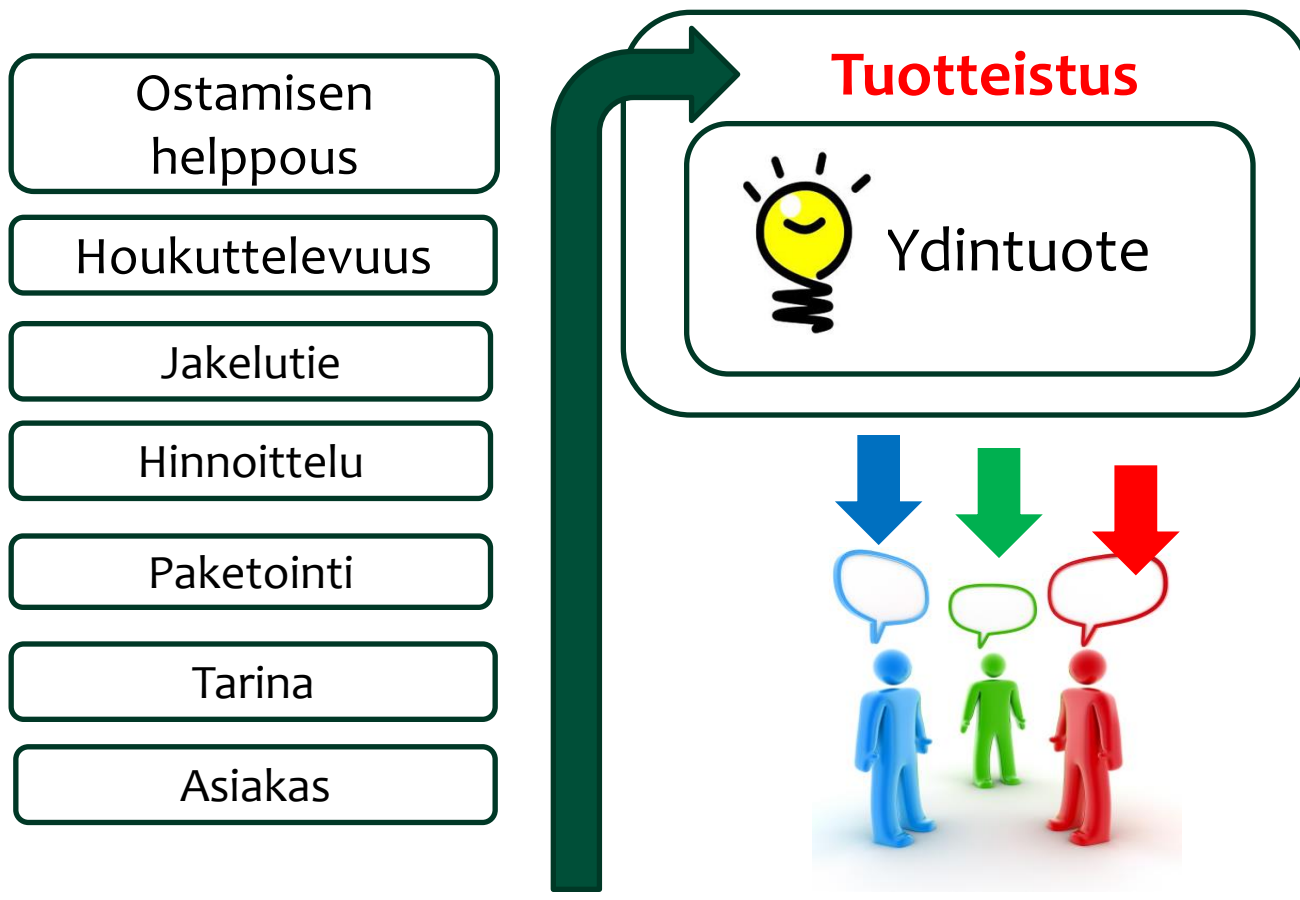 Ostamisen
helppous
Houkuttelevuus
Jakelutie
Hinnoittelu
Paketointi
Tarina
Asiakas
Tuotteistus
Ydintuote